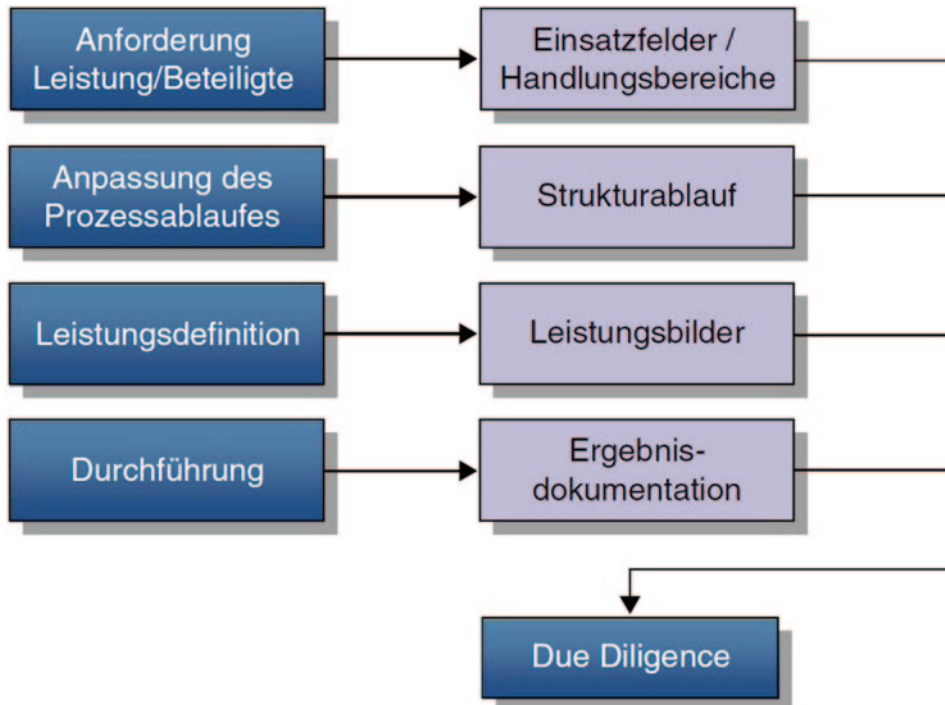 Anforderung
Leistung/Beteiligte
Einsatzfelder /
Handlungsbereiche
Anpassung des
Prozessablaufes
Strukturablauf
Leistungsdefinition
Leistungsbilder
Durchführung
Ergebnis-
dokumentation
Due Diligence